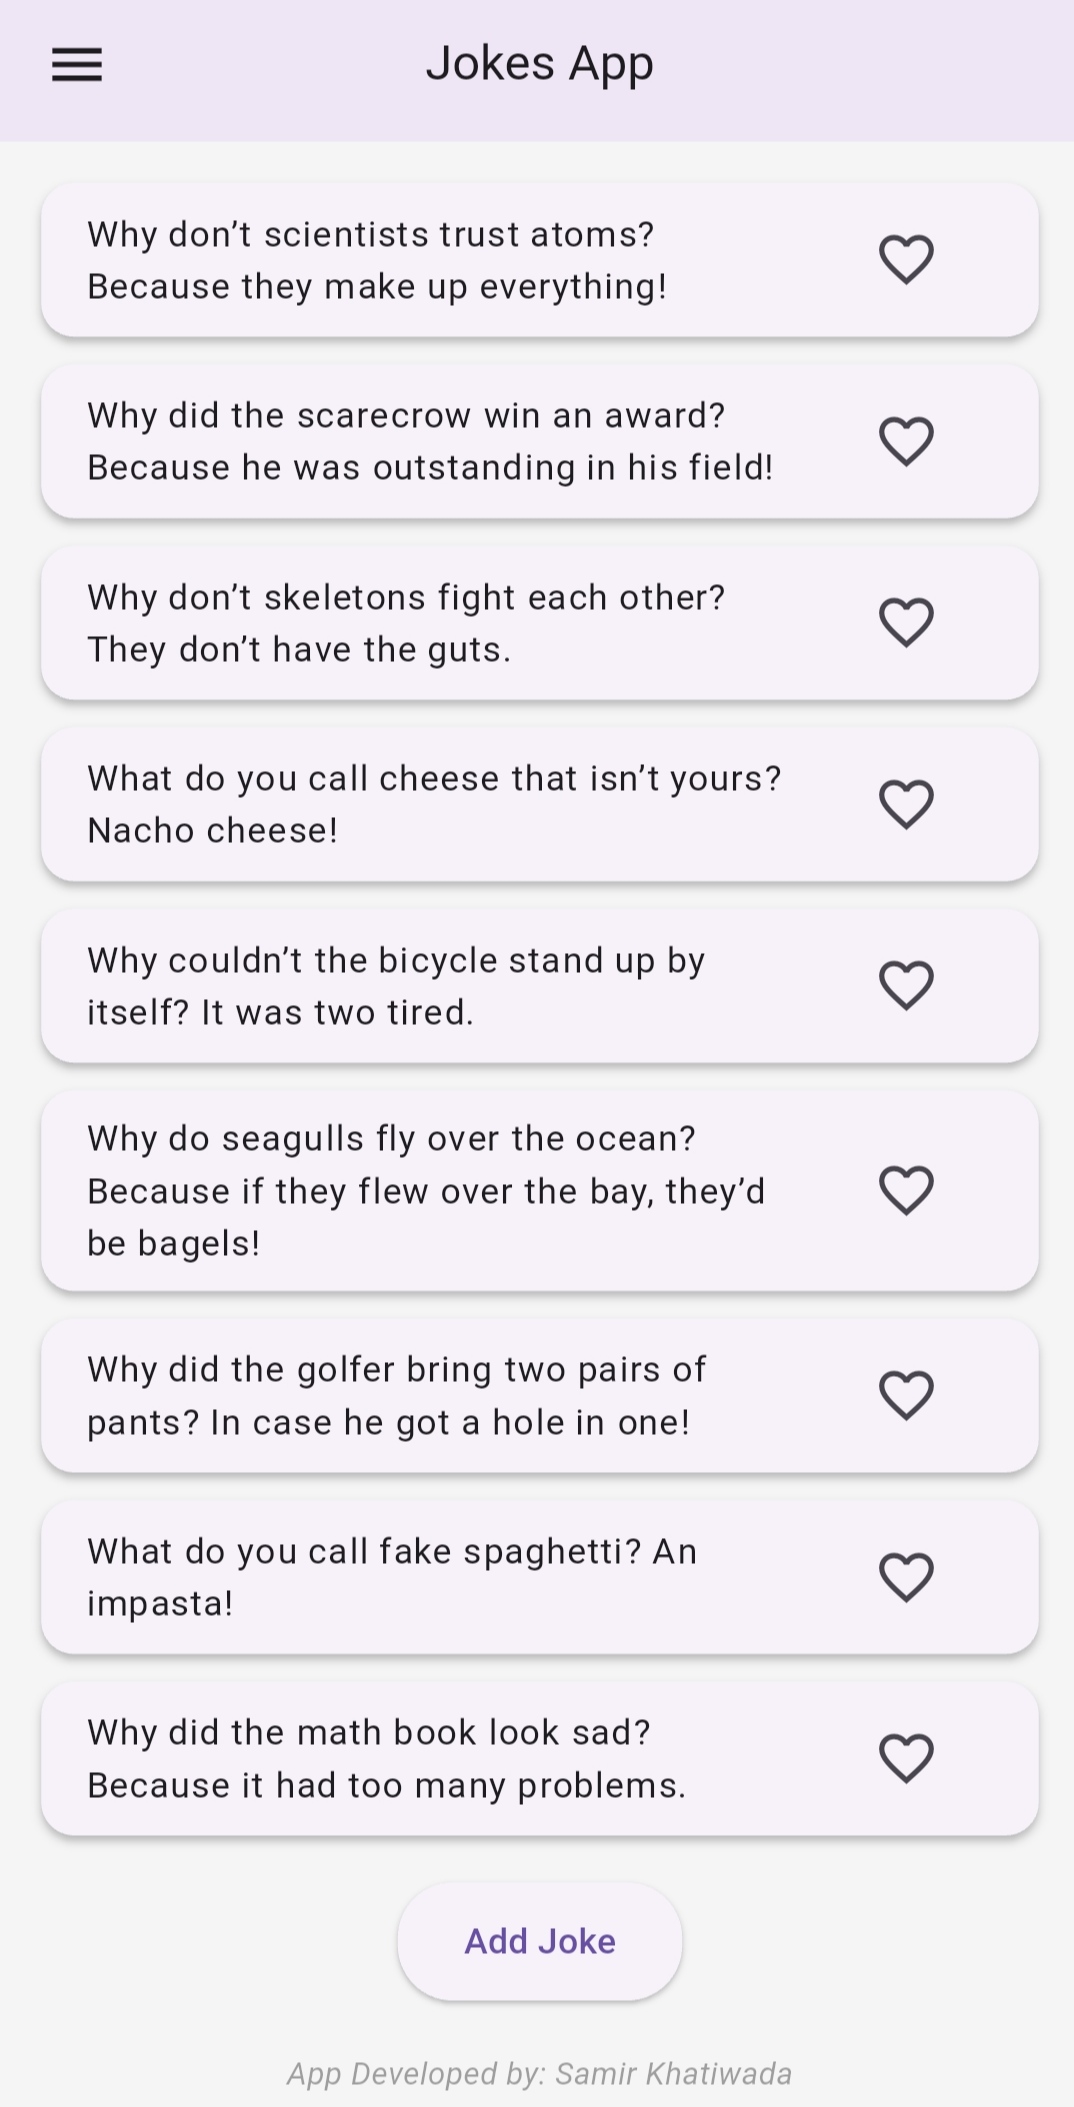 Jokes App
Why don’t scientists trust atoms?
Because they make up everything!
Why did the scarecrow win an award?
Because he was outstanding in his field!
Why don’t skeletons fight each other?
They don’t have the guts.
What do you call cheese that isn’t yours?
Nacho cheese!
Why couldn’t the bicycle stand up by
itself? It was two tired.
Why do seagulls fly over the ocean?
Because if they flew over the bay, they’d
be bagels!
Why did the golfer bring two pairs of
pants? In case he got a hole in one!
What do you call fake spaghetti? An
impasta!
Why did the math book look sad?
Because it had too many problems.
Add Joke
App Developed by: Samir Khatiwada